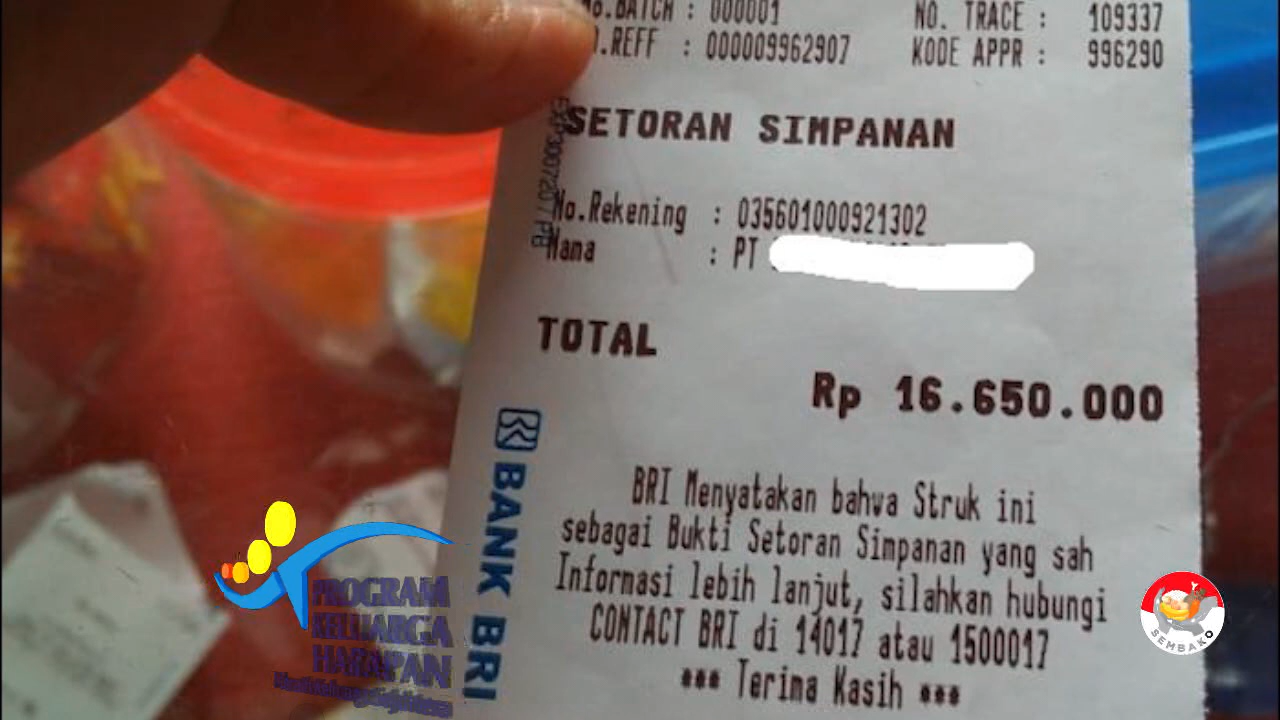 NO.BATCH : 000001 NO. TRACE : 109337
NO.REFF : 000009962907 KODE APPR : 996290
SETORAN SIMPANAN
No.Rekening : 035601000921302
Nama : PT
TOTAL
Rp 16.650.000
BRI Menyatakan bahwa Struk ini
sebagai Bukti Setoran Simpanan yang sah
Informasi lebih lanjut, silahkan hubungi
CONTACT BRI di 14017 atau 1500017
*** Terima Kasih ***
BANK BRI
PROGRAM
KELUARGA
HARAPAN
SEMBAKO